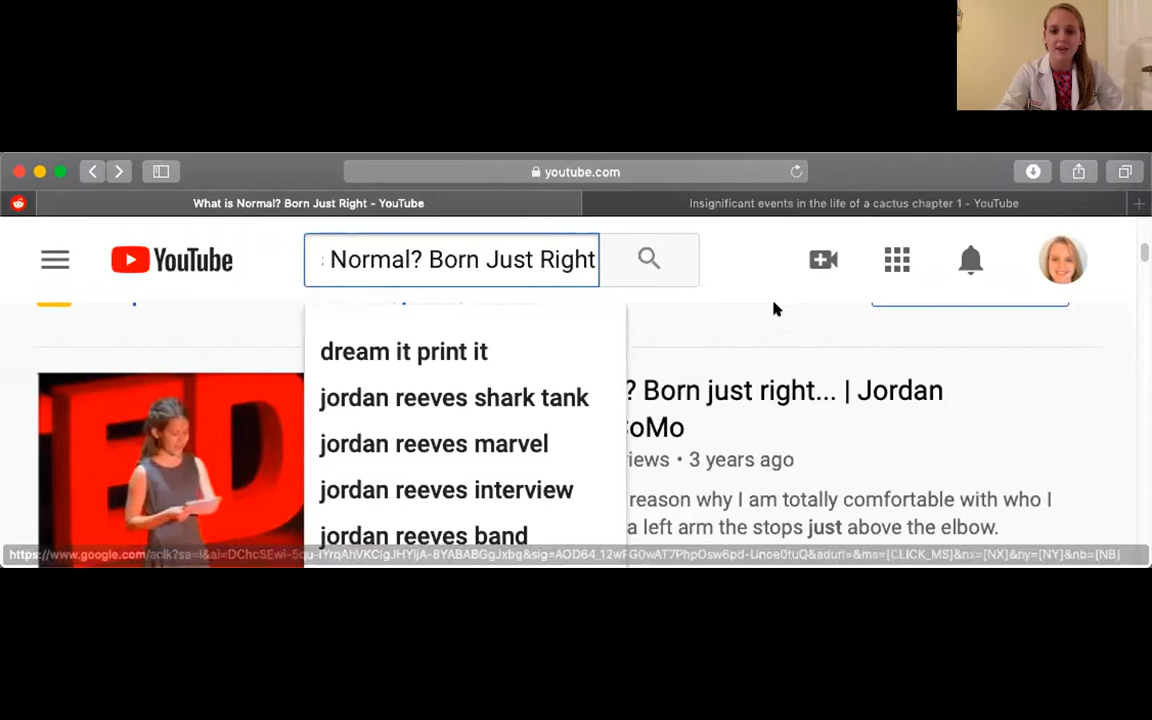 youtube.com
What is Normal? Born Just Right - YouTube
Insignificant events in the life of a cactus chapter 1 - YouTube
YouTube
Normal? Born Just Right
dream it print it
jordan reeves shark tank
jordan reeves marvel
jordan reeves interview
jordan reeves band
ED
? Born just right... | Jordan
CoMo
views • 3 years ago
reason why I am totally comfortable with who I
a left arm the stops just above the elbow.